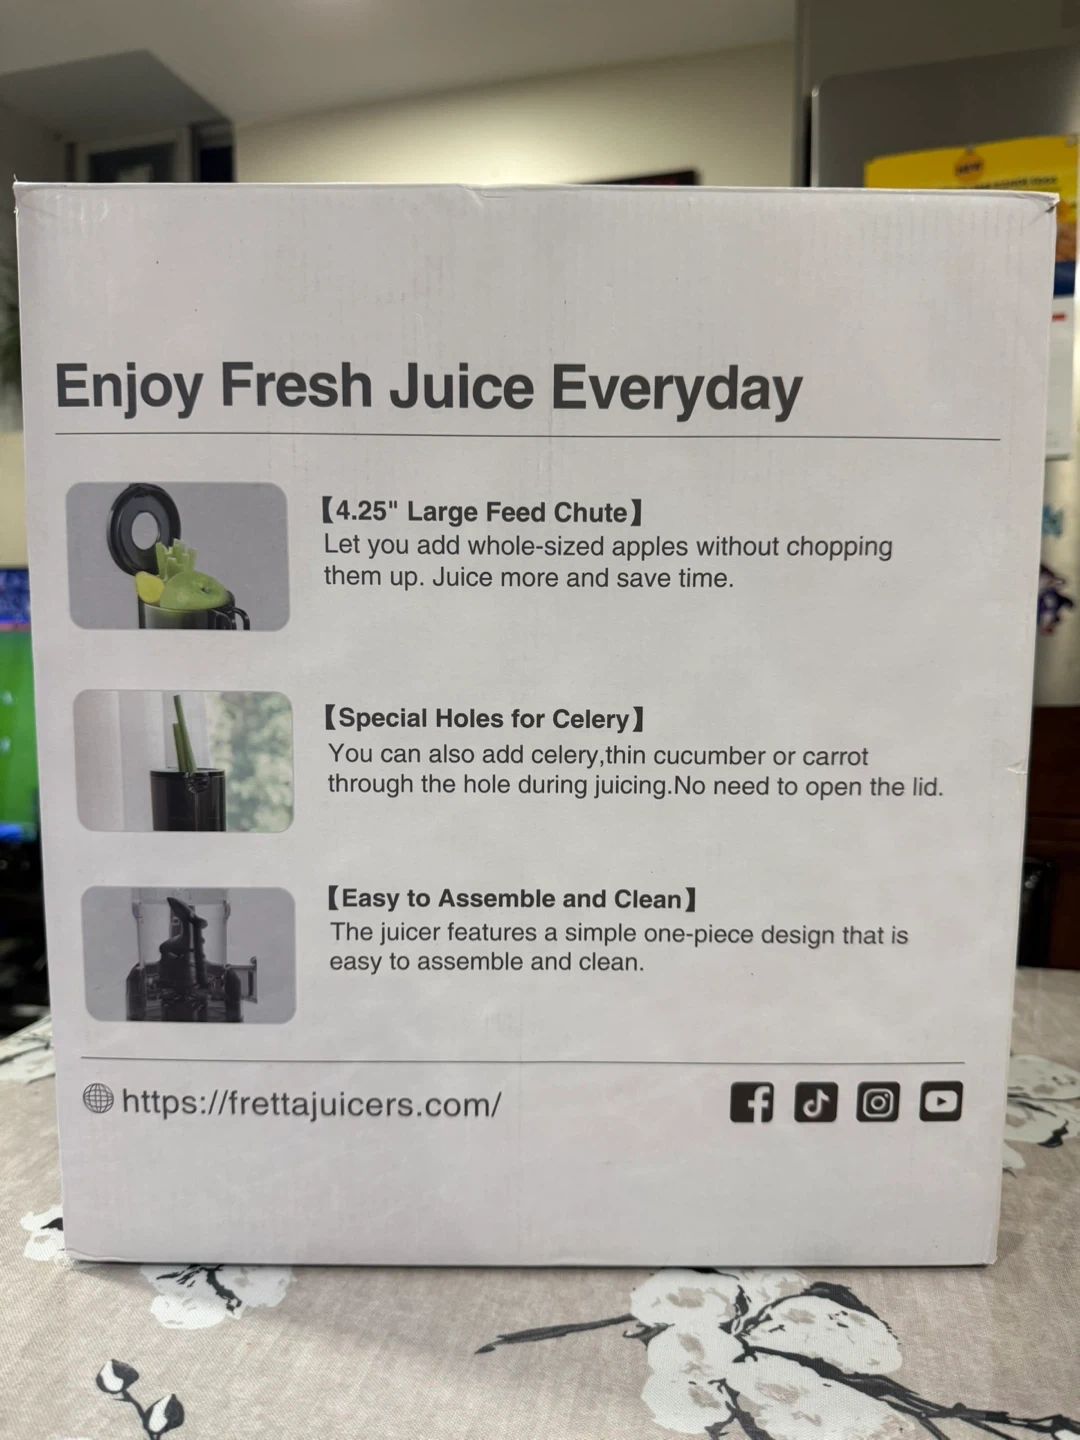 NEW!
Enjoy Fresh Juice Everyday
【4.25" Large Feed Chute】
Let you add whole-sized apples without chopping
them up. Juice more and save time.
【Special Holes for Celery】
You can also add celery,thin cucumber or carrot
through the hole during juicing.No need to open the lid.
【Easy to Assemble and Clean】
The juicer features a simple one-piece design that is
easy to assemble and clean.
https://frettajuicers.com/